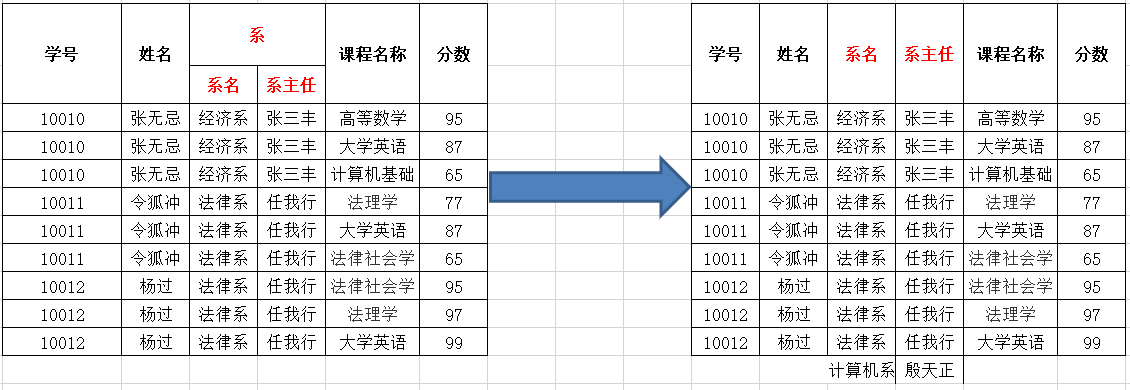 学号 姓名 系 课程名称 分数
系名 系主任
10010 张无忌 经济系 张三丰 高等数学 95
10010 张无忌 经济系 张三丰 大学英语 87
10010 张无忌 经济系 张三丰 计算机基础 65
10011 令狐冲 法律系 任我行 法理学 77
10011 令狐冲 法律系 任我行 大学英语 87
10011 令狐冲 法律系 任我行 法律社会学 65
10012 杨过 法律系 任我行 法律社会学 95
10012 杨过 法律系 任我行 法理学 97
10012 杨过 法律系 任我行 大学英语 99
学号 姓名 系名 系主任 课程名称 分数
10010 张无忌 经济系 张三丰 高等数学 95
10010 张无忌 经济系 张三丰 大学英语 87
10010 张无忌 经济系 张三丰 计算机基础 65
10011 令狐冲 法律系 任我行 法理学 77
10011 令狐冲 法律系 任我行 大学英语 87
10011 令狐冲 法律系 任我行 法律社会学 65
10012 杨过 法律系 任我行 法律社会学 95
10012 杨过 法律系 任我行 法理学 97
10012 杨过 法律系 任我行 大学英语 99
计算机系 殷天正